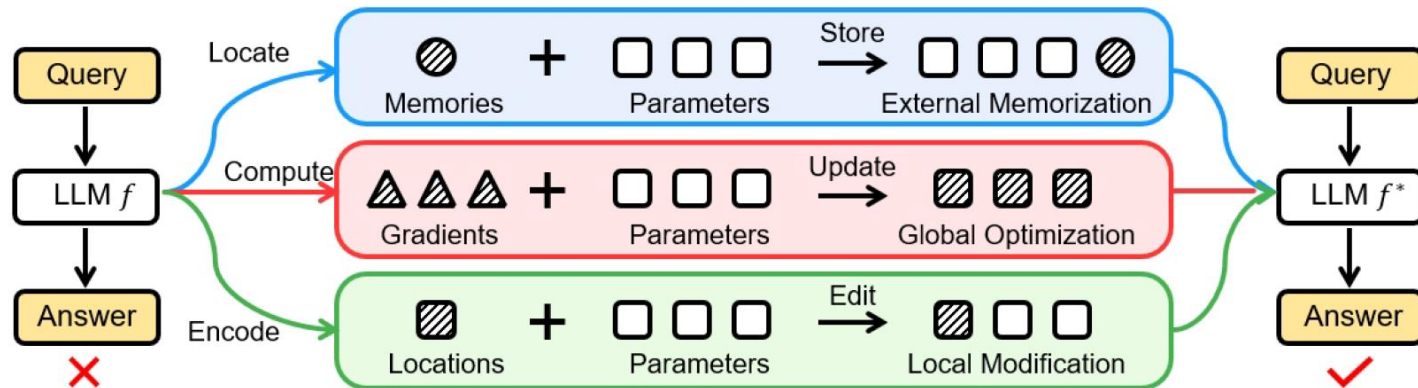 Query
LLM f
Answer
Locate
Compute
Encode
Memories
+
Parameters
Store
External Memorization
Gradients
+
Parameters
Update
Global Optimization
Locations
+
Parameters
Edit
Local Modification
Query
LLM f*
Answer